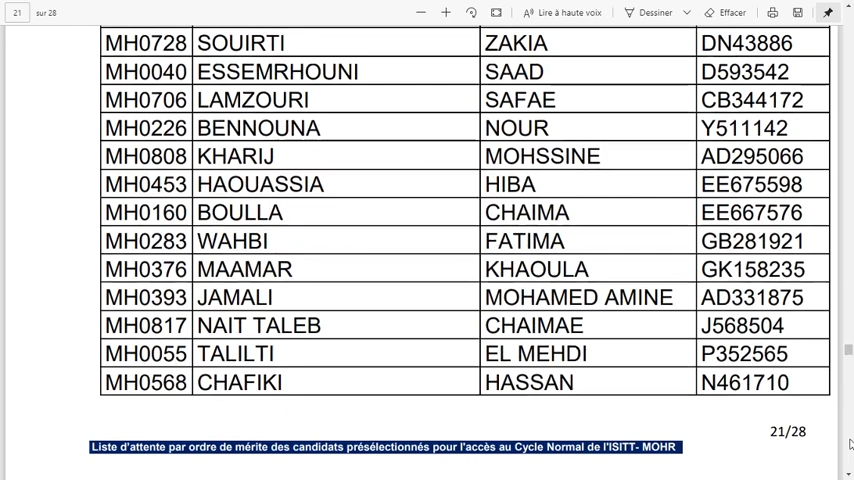 21 sur 28 Lire à haute voix Dessiner Effacer
MH0728 SOUIRTI ZAKIA DN43886
MH0040 ESSEMRHOUNI SAAD D593542
MH0706 LAMZOURI SAFAE CB344172
MH0226 BENNOUNA NOUR Y511142
MH0808 KHARIJ MOHSSINE AD295066
MH0453 HAOUASSIA HIBA EE675598
MH0160 BOULLA CHAIMA EE667576
MH0283 WAHBI FATIMA GB281921
MH0376 MAAMAR KHAOULA GK158235
MH0393 JAMALI MOHAMED AMINE AD331875
MH0817 NAIT TALEB CHAIMAE J568504
MH0055 TALILTI EL MEHDI P352565
MH0568 CHAFIKI HASSAN N461710
21/28
Liste d'attente par ordre de mérite des candidats présélectionnés pour l'accès au Cycle Normal de l'ISITT- MOHR